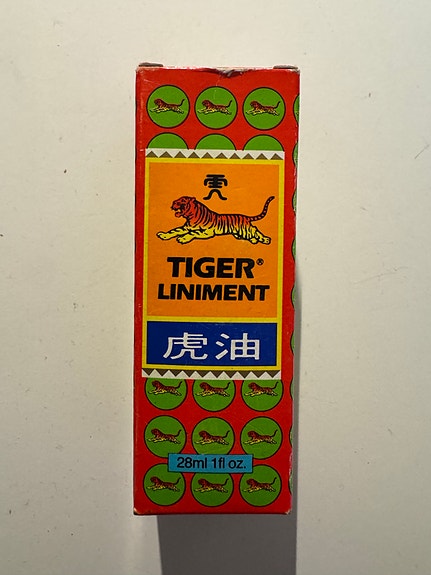 TIGER®
LINIMENT
虎油
28ml 1fl oz.